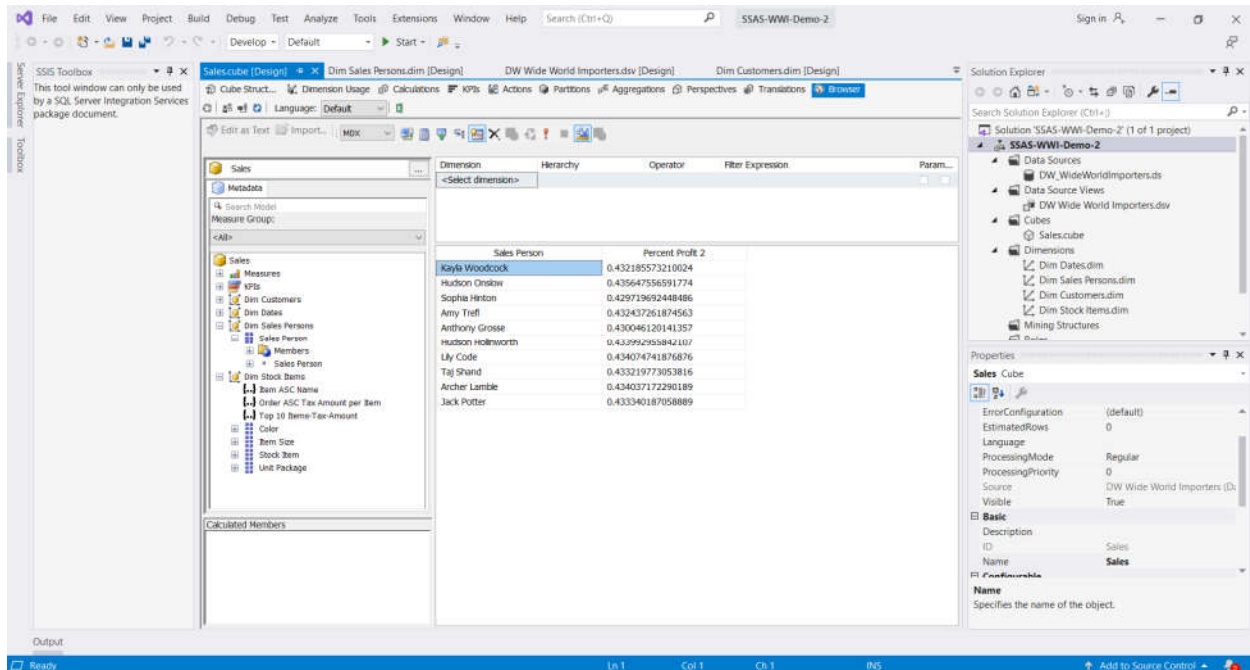 File Edit View Project Build Debug Test Analyze Tools Extensions Window Help Search (Ctrl+Q) SSAS-WWI-Demo-2 Sign in
Develop Default Start
Server Explorer
Toolbox
SSIS Toolbox
This tool window can only be used
by a SQL Server Integration Services
package document.
Sales.cube [Design] Dim Sales Persons.dim [Design] DW Wide World Importers.dsv [Design] Dim Customers.dim [Design]
Cube Struct... Dimension Usage Calculations KPIs Actions Partitions Aggregations Perspectives Translations Browser
Language: Default
Edit as Text Import... MDX
Sales ...
Metadata
Search Model
Measure Group:
<All>
Sales
Measures
KPIs
Dim Customers
Dim Dates
Dim Sales Persons
Sales Person
Members
Sales Person
Dim Stock Items
Item ASC Name
Order ASC Tax Amount per Item
Top 10 Items-Tax-Amount
Color
Item Size
Stock Item
Unit Package
Calculated Members
Dimension Hierarchy Operator Filter Expression Param...
<Select dimension>
Sales Person Percent Profit 2
Kayla Woodcock 0.432185573210024
Hudson Onslow 0.435647556591774
Sophia Hinton 0.429719692448486
Amy Trefl 0.432437261874563
Anthony Grosse 0.430046120141357
Hudson Hollinworth 0.433992955842107
Lily Code 0.434074741876876
Taj Shand 0.433219773053816
Archer Lamble 0.434037172290189
Jack Potter 0.433340187058889
Solution Explorer
Search Solution Explorer (Ctrl+;)
Solution 'SSAS-WWI-Demo-2' (1 of 1 project)
SSAS-WWI-Demo-2
Data Sources
DW_WideWorldImporters.ds
Data Source Views
DW Wide World Importers.dsv
Cubes
Sales.cube
Dimensions
Dim Dates.dim
Dim Sales Persons.dim
Dim Customers.dim
Dim Stock Items.dim
Mining Structures
Roles
Properties
Sales Cube
ErrorConfiguration (default)
EstimatedRows 0
Language
ProcessingMode Regular
ProcessingPriority 0
Source DW Wide World Importers (Da
Visible True
Basic
Description
ID Sales
Name Sales
Configurable
Name
Specifies the name of the object.
Output
Ready Ln 1 Col 1 Ch 1 INS Add to Source Control